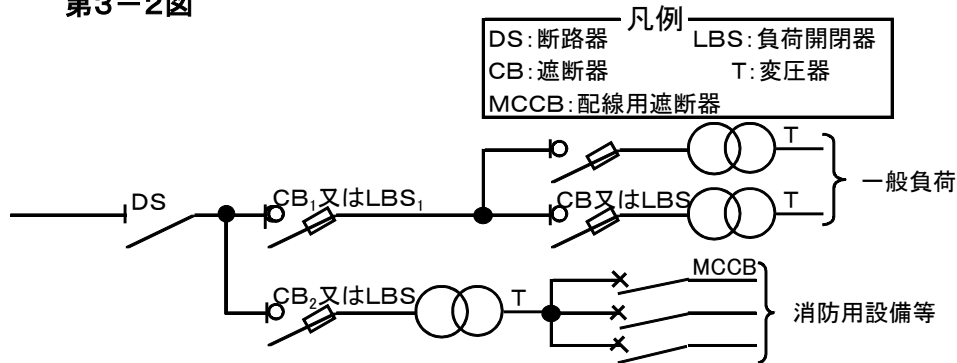 第3-2図
凡例
DS:断路器 LBS:負荷開閉器
CB:遮断器 T:変圧器
MCCB:配線用遮断器
T
DS
CB₁又はLBS₁
CB又はLBS
T
一般負荷
CB₂又はLBS
T
MCCB
消防用設備等